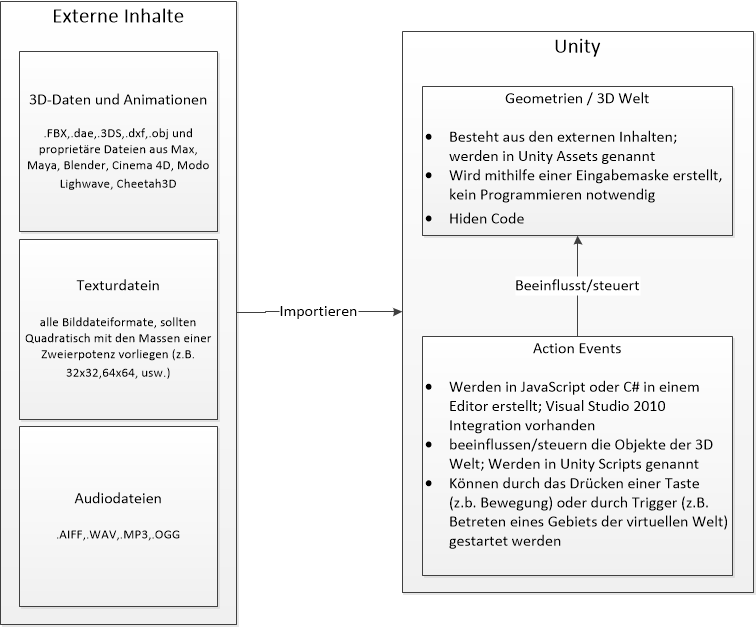 Externe Inhalte
3D-Daten und Animationen
.FBX,.dae,.3DS,.dxf,.obj und
proprietäre Dateien aus Max,
Maya, Blender, Cinema 4D, Modo
Lighwave, Cheetah3D
Texturdatein
alle Bilddateiformate, sollten
Quadratisch mit den Massen einer
Zweierpotenz vorliegen (z.B.
32x32,64x64, usw.)
Audiodateien
.AIFF,.WAV,.MP3,.OGG
Importieren
Unity
Geometrien / 3D Welt
• Besteht aus den externen Inhalten;
werden in Unity Assets genannt
• Wird mithilfe einer Eingabemaske erstellt,
kein Programmieren notwendig
• Hiden Code
Beeinflusst/steuert
Action Events
• Werden in JavaScript oder C# in einem
Editor erstellt; Visual Studio 2010
Integration vorhanden
• beeinflussen/steuern die Objekte der 3D
Welt; Werden in Unity Scripts genannt
• Können durch das Drücken einer Taste
(z.b. Bewegung) oder durch Trigger (z.B.
Betreten eines Gebiets der virtuellen Welt)
gestartet werden